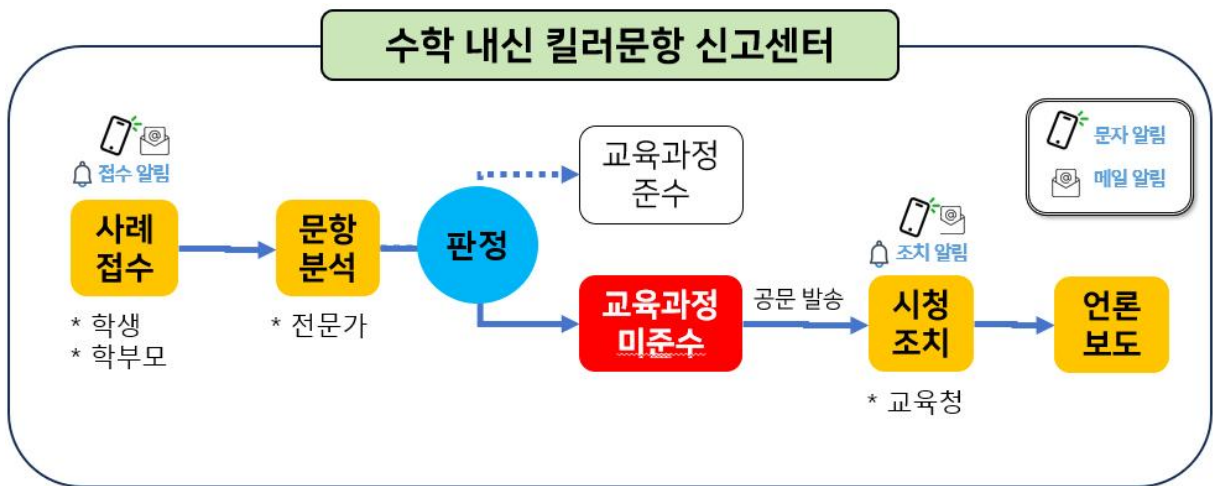 수학 내신 킬러문항 신고센터
접수 알림
사례
접수
* 학생
* 학부모
문항
분석
* 전문가
판정
교육과정
준수
교육과정
미준수
공문 발송
조치 알림
시청
조치
* 교육청
언론
보도
문자 알림
메일 알림